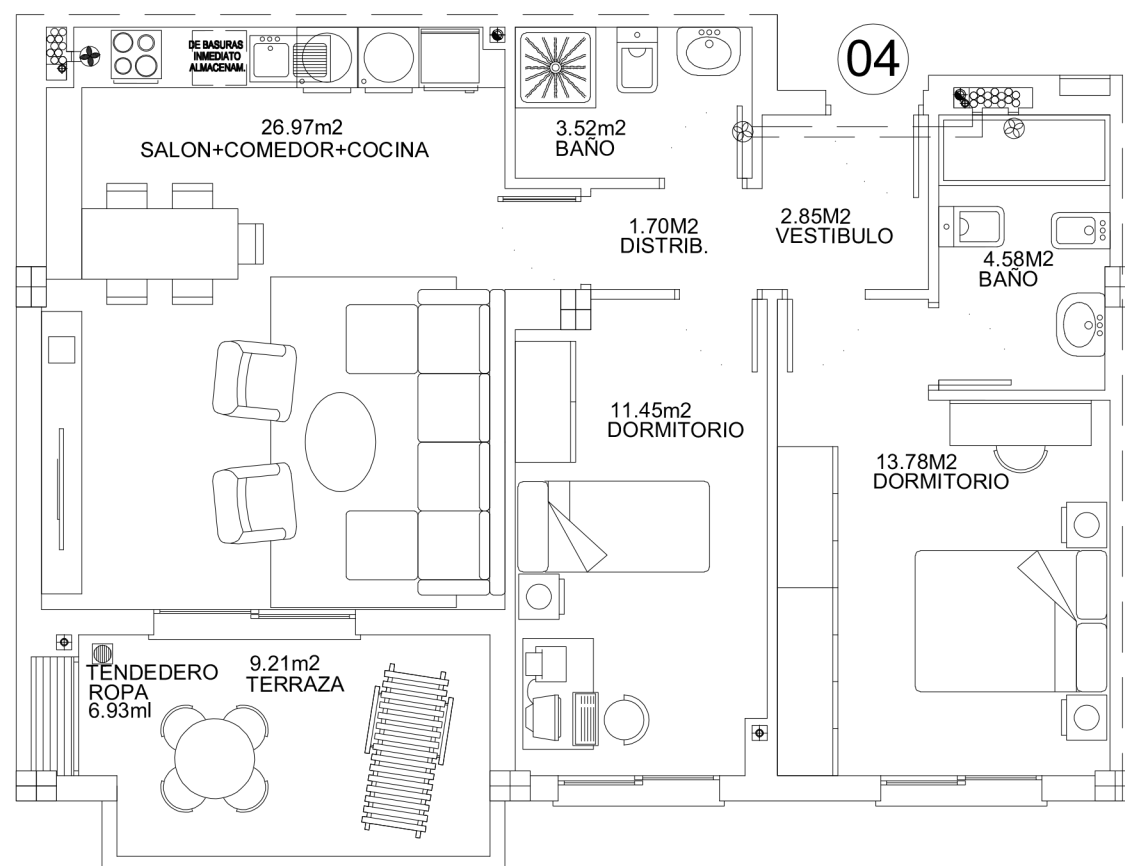 DE BASURAS
INMEDIATO
ALMACENAM.
04
26.97m2
SALON+COMEDOR+COCINA
3.52m2
BAÑO
1.70M2
DISTRIB.
2.85M2
VESTIBULO
4.58M2
BAÑO
11.45m2
DORMITORIO
13.78M2
DORMITORIO
TENDEDERO
ROPA
6.93ml
9.21m2
TERRAZA